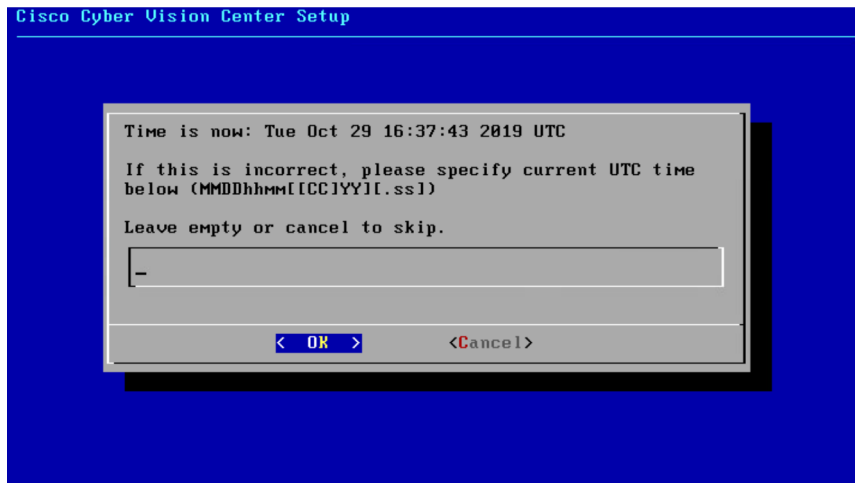 Cisco Cyber Vision Center Setup
Time is now: Tue Oct 29 16:37:43 2019 UTC
If this is incorrect, please specify current UTC time
below (MMDDhhmm[[CC]YY][.ss])
Leave empty or cancel to skip.
< OK > <Cancel>